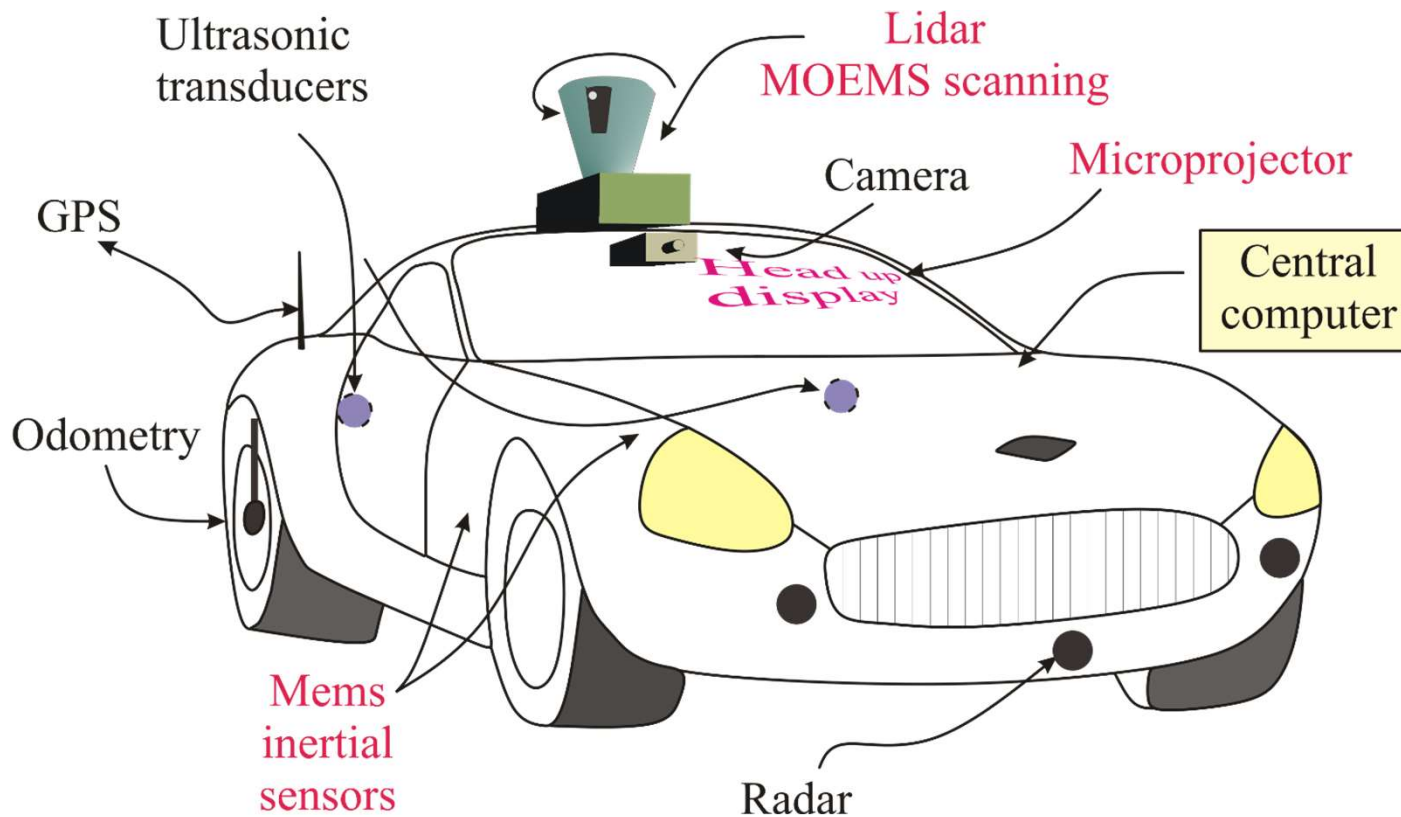 Ultrasonic
transducers
Lidar
MOEMS scanning
Microprojector
Camera
GPS
Head up
display
Central
computer
Odometry
Mems
inertial
sensors
Radar